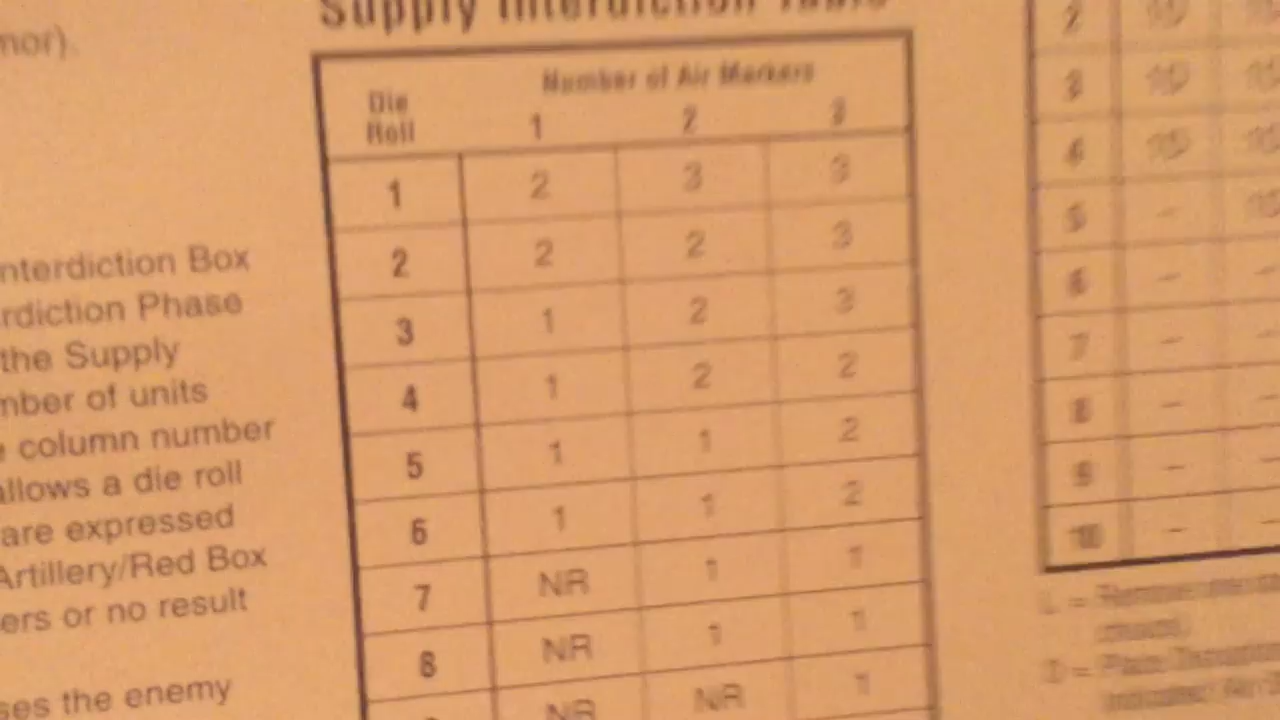 Supply Interdiction Table
Number of Air Markers
Die
Roll
1 2 3
1 2 3 3
2 2 2 3
3 1 2 3
4 1 2 2
5 1 1 2
6 1 1 2
7 NR 1 1
8 NR 1 1
NR NR 1
mor).
nterdiction Box
rdiction Phase
the Supply
mber of units
column number
allows a die roll
are expressed
Artillery/Red Box
ers or no result
ses the enemy
2
3
4
5 -
6 - -
7 - -
8 - -
9 - -
10 - -